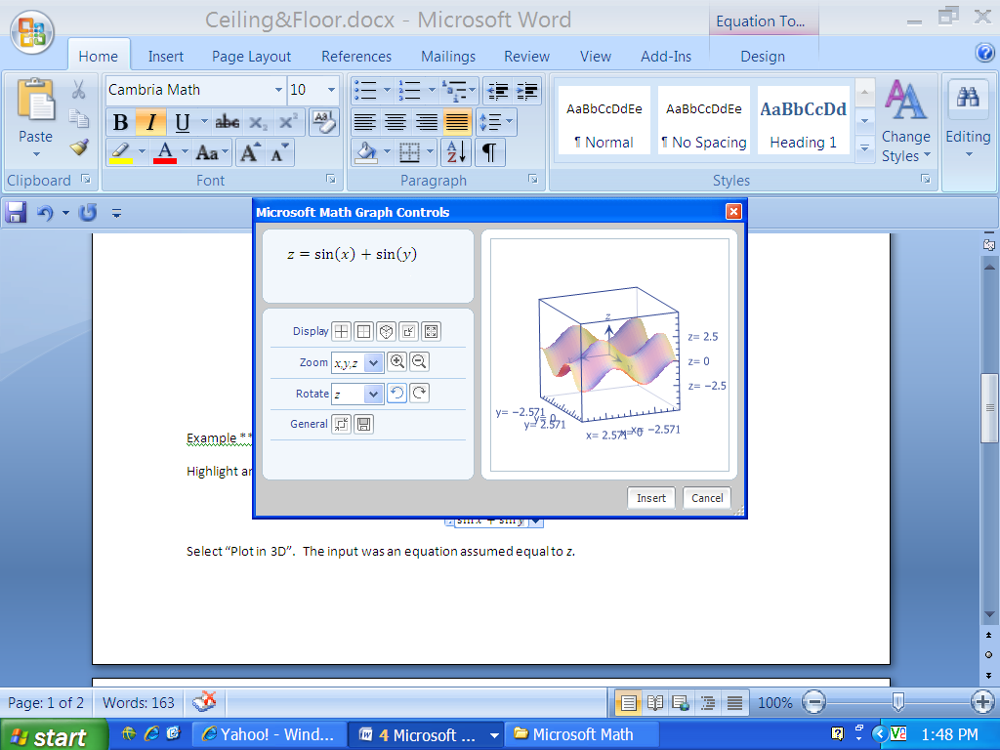 Ceiling&Floor.docx - Microsoft Word
Equation To...
Home Insert Page Layout References Mailings Review View Add-Ins Design
Paste
Clipboard
Cambria Math 10
B I U abc X₂ X²
A Aa A A
Font
A Z ¶
Paragraph
AaBbCcDdEe AaBbCcDdEe AaBbCcDd
¶ Normal ¶ No Spacing Heading 1
Change Styles
Styles
Editing
Microsoft Math Graph Controls
z = sin(x) + sin(y)
Display
Zoom x,y,z
Rotate z
General
z
y
z= 2.5
z= 0
z= −2.5
y= −2.571
y= 0
y= 2.571
x= 2.571
x= 0
x= −2.571
Insert Cancel
Example **
Highlight an
sin x + sin y
Select “Plot in 3D”. The input was an equation assumed equal to z.
Page: 1 of 2 Words: 163 100%
start Yahoo! - Wind... 4 Microsoft ... Microsoft Math 1:48 PM